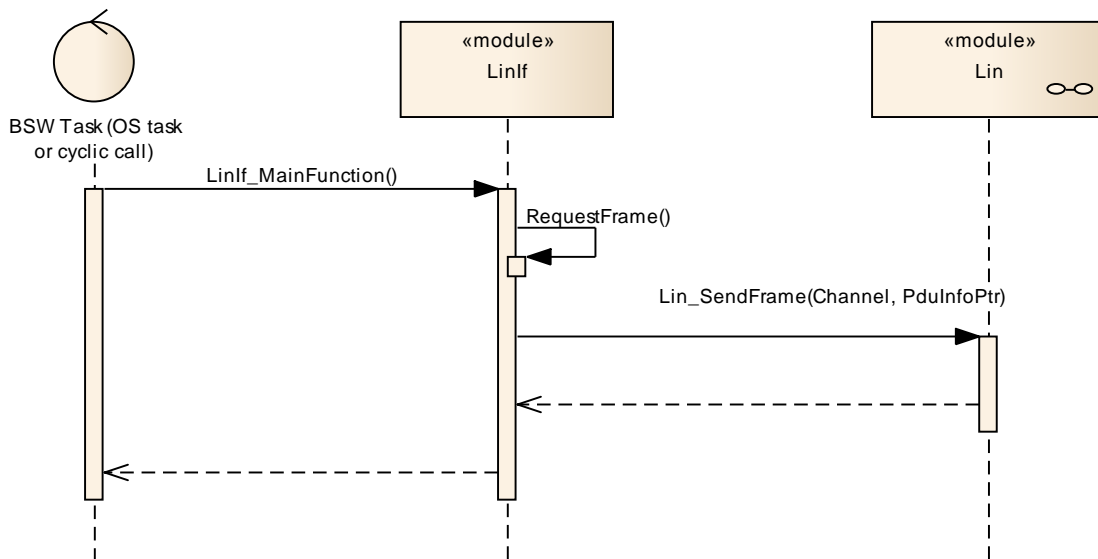 «module»
LinIf
«module»
Lin
BSW Task (OS task
or cyclic call)
LinIf_MainFunction()
RequestFrame()
Lin_SendFrame(Channel, PduInfoPtr)